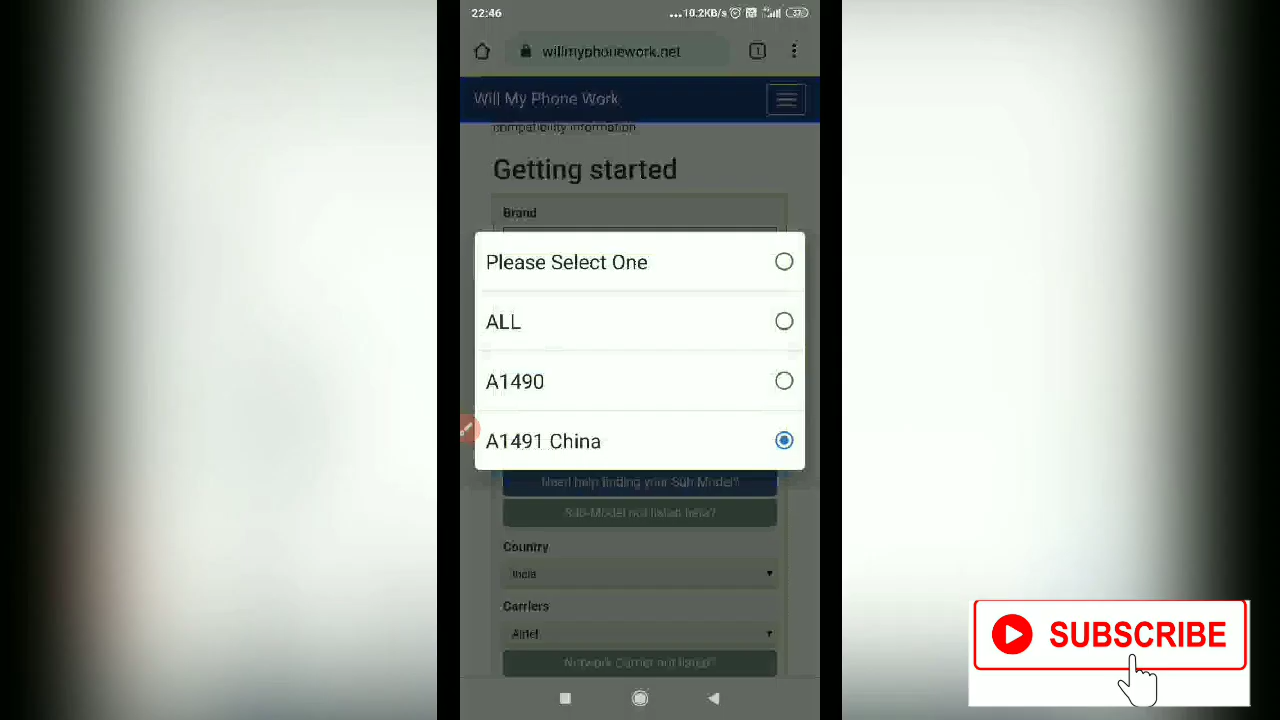 22:46
...10.2KB/s
37
willmyphonework.net
1
Will My Phone Work
compatibility information
Getting started
Brand
Please Select One
ALL
A1490
A1491 China
Need help finding your Sub Model?
Sub-Model not listed here?
Country
India
Carriers
Airtel
Network Carrier not listed?
SUBSCRIBE